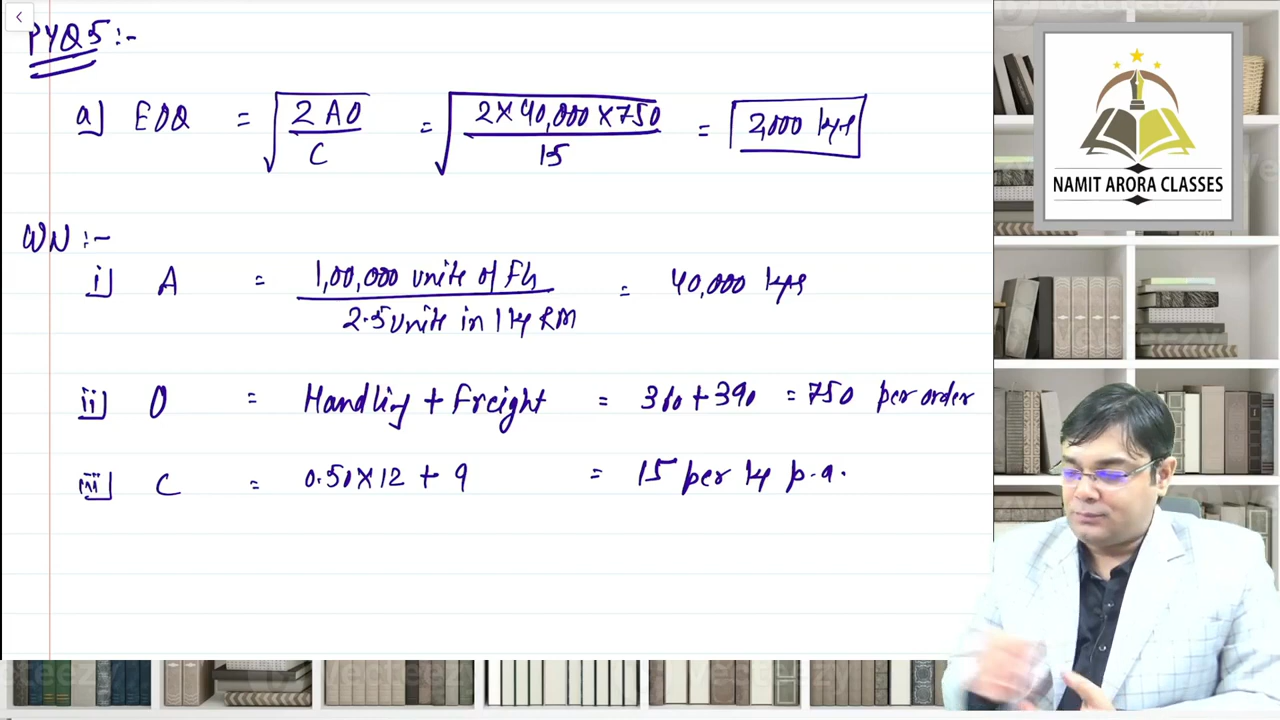 PYQ5 :-
a] EOQ = √(2AO / C) = √(2×40,000×750 / 15) = 2,000 kgs
WN :-
i] A = 1,00,000 units of FG / 2.5 units in 1 kg RM = 40,000 kgs
ii] O = Handling + Freight = 360+390 = 750 per order
iii] C = 0.50×12 + 9 = 15 per kg p.a.
NAMIT ARORA CLASSES
vecteezy